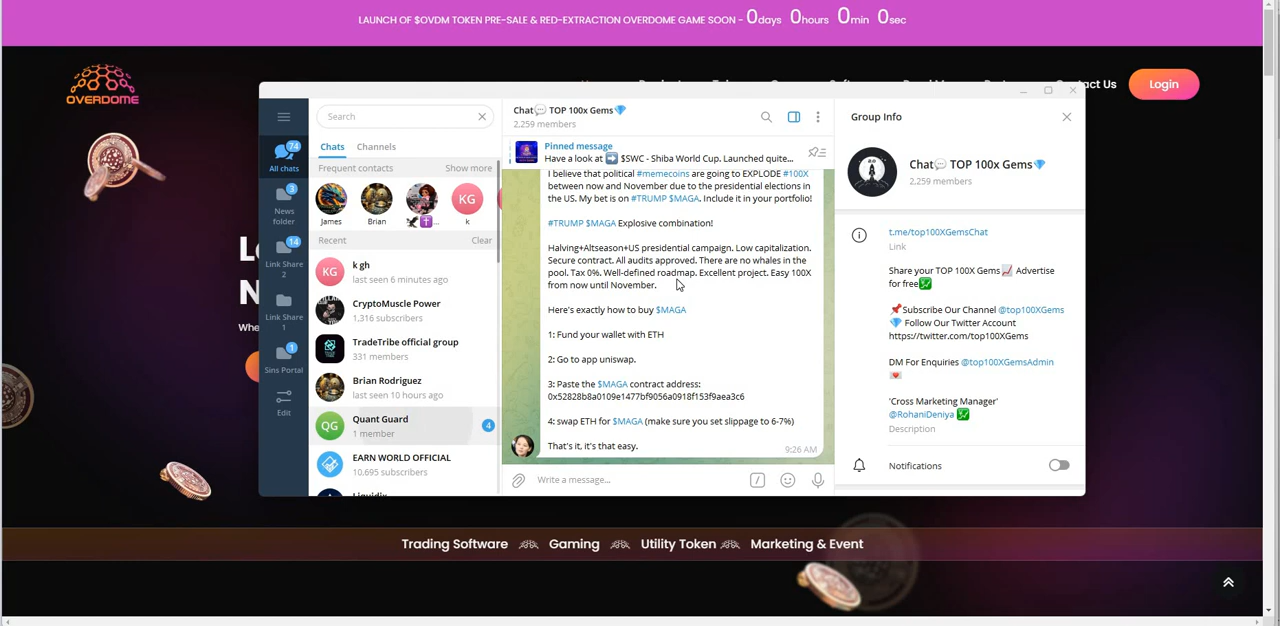 LAUNCH OF $OVDM TOKEN PRE-SALE & RED-EXTRACTION OVERDOME GAME SOON - 0days 0hours 0min 0sec
OVERDOME
Contact Us
Login
Search
Chats
Channels
Frequent contacts
Show more
James
Brian
KG
k
Recent
Clear
74
All chats
3
News
folder
14
Link Share
2
Link Share
1
1
Sins Portal
Edit
KG
k gh
last seen 6 minutes ago
CryptoMuscle Power
1,316 subscribers
TradeTribe official group
331 members
Brian Rodriguez
last seen 10 hours ago
QG
Quant Guard
1 member
4
EARN WORLD OFFICIAL
10,695 subscribers
Chat💬 TOP 100x Gems💎
2,259 members
Pinned message
Have a look at ➡️ $SWC - Shiba World Cup. Launched quite...
I believe that political #memecoins are going to EXPLODE #100X
between now and November due to the presidential elections in
the US. My bet is on #TRUMP $MAGA. Include it in your portfolio!
#TRUMP $MAGA Explosive combination!
Halving+Altseason+US presidential campaign. Low capitalization.
Secure contract. All audits approved. There are no whales in the
pool. Tax 0%. Well-defined roadmap. Excellent project. Easy 100X
from now until November.
Here's exactly how to buy $MAGA
1: Fund your wallet with ETH
2: Go to app uniswap.
3: Paste the $MAGA contract address:
0x52828b8a0109e1477bf9056a0918f153f9aea3c6
4: swap ETH for $MAGA (make sure you set slippage to 6-7%)
That's it, it's that easy.
9:26 AM
Write a message...
Group Info
Chat💬 TOP 100x Gems💎
2,259 members
t.me/top100XGemsChat
Link
Share your TOP 100X Gems📈 Advertise
for free💹
📌Subscribe Our Channel @top100XGems
💎 Follow Our Twitter Account
https://twitter.com/top100XGems
DM For Enquiries @top100XGemsAdmin
💌
'Cross Marketing Manager'
@RohaniDeniya 💹
Description
Notifications
Trading Software
Gaming
Utility Token
Marketing & Event